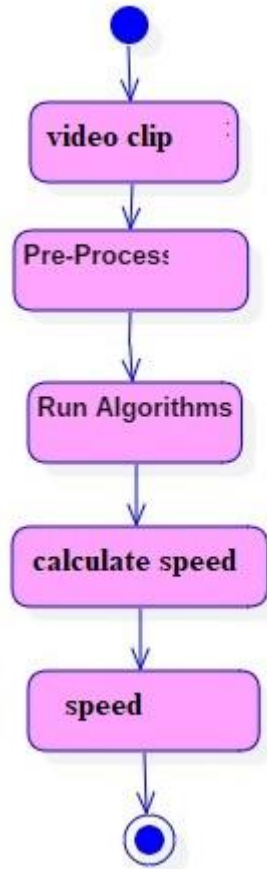 video clip
Pre-Process
Run Algorithms
calculate speed
speed